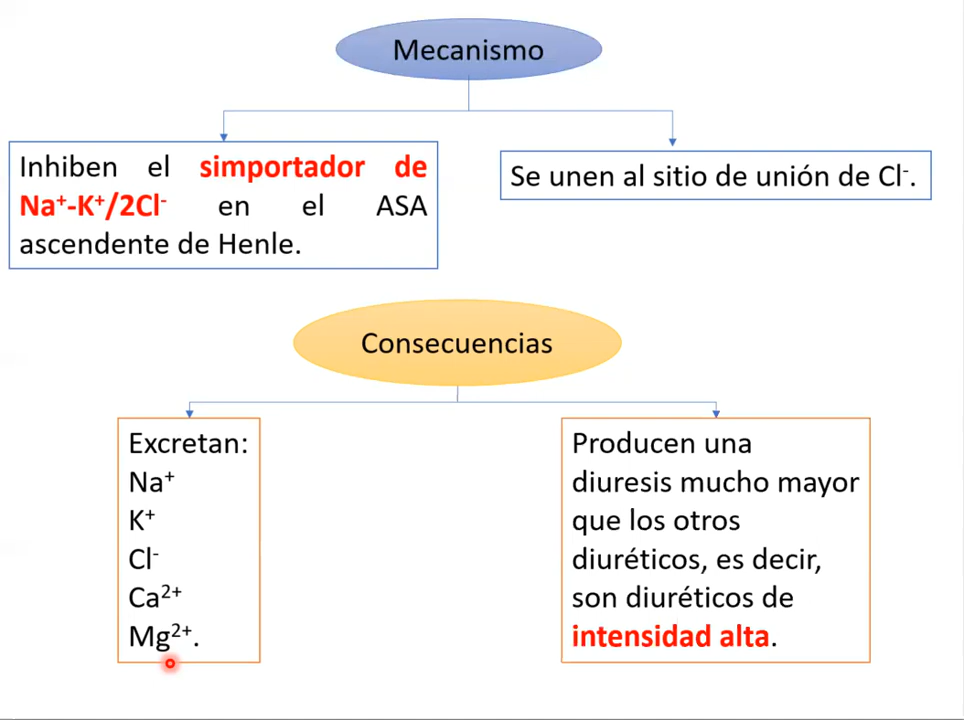 Mecanismo
Inhiben el simportador de
Na⁺-K⁺/2Cl⁻ en el ASA
ascendente de Henle.
Se unen al sitio de unión de Cl⁻.
Consecuencias
Excretan:
Na⁺
K⁺
Cl⁻
Ca²⁺
Mg²⁺.
Producen una
diuresis mucho mayor
que los otros
diuréticos, es decir,
son diuréticos de
intensidad alta.